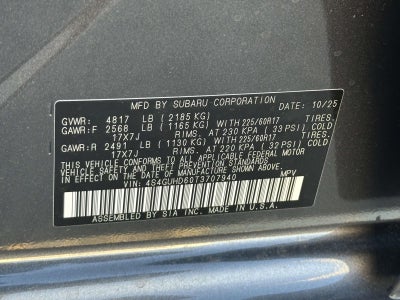 MFD BY SUBARU CORPORATION DATE: 10/25
GVWR: 4817 LB (2185 KG)
GAWR:F 2568 LB (1165 KG) WITH 225/60R17 TIRES,
17X7J RIMS AT 230 KPA (33 PSI) COLD
GAWR:R 2491 LB (1130 KG) WITH 225/60R17 TIRES,
17X7J RIMS AT 220 KPA (32 PSI) COLD
THIS VEHICLE CONFORMS TO ALL APPLICABLE FEDERAL MOTOR
VEHICLE SAFETY STANDARDS IN EFFECT ON THE DATE OF
MANUFACTURE SHOWN ABOVE.
VIN: 4S4GUHD60T3707940 MPV
ASSEMBLED BY SIA INC. MADE IN U.S.A.